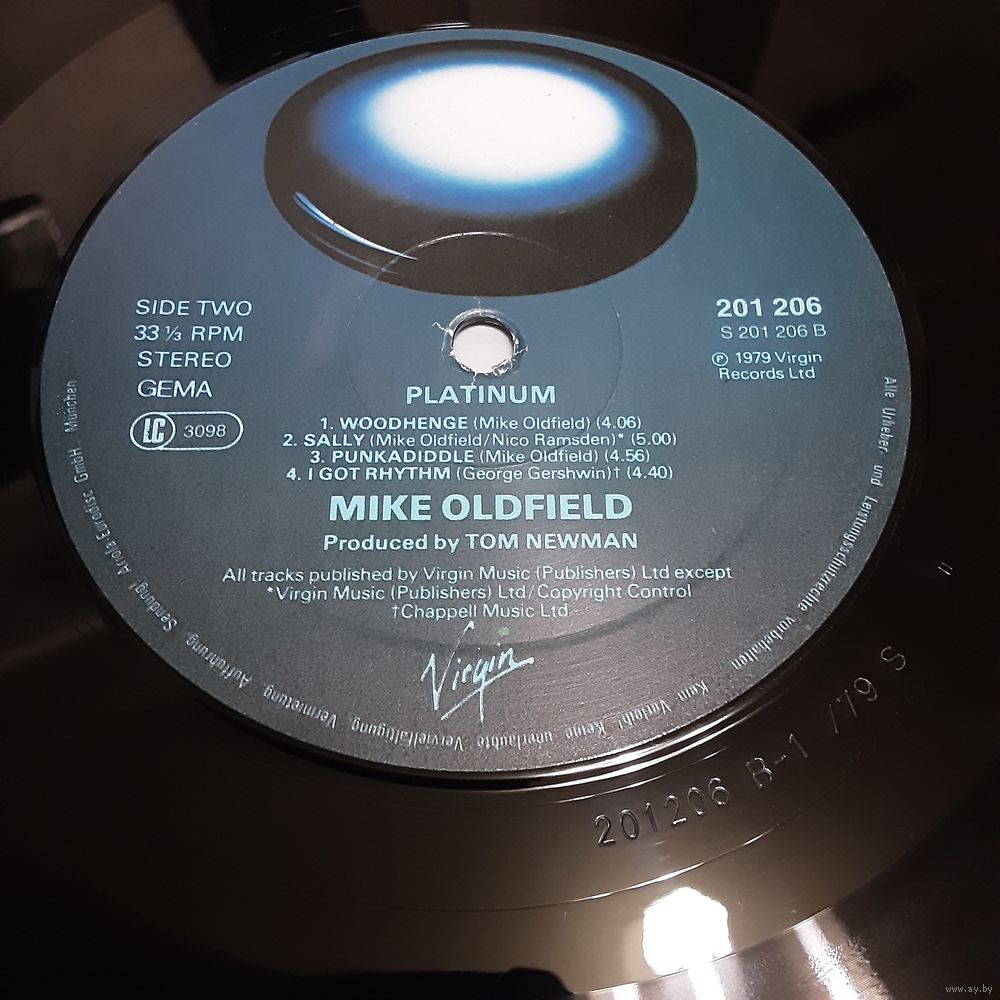 SIDE TWO
33 ⅓ RPM
STEREO
GEMA
LC 3098
201 206
S 201 206 B
Ⓟ 1979 Virgin
Records Ltd
PLATINUM
1. WOODHENGE (Mike Oldfield) (4.06)
2. SALLY (Mike Oldfield/Nico Ramsden)* (5.00)
3. PUNKADIDDLE (Mike Oldfield) (4.56)
4. I GOT RHYTHM (George Gershwin)† (4.40)
MIKE OLDFIELD
Produced by TOM NEWMAN
All tracks published by Virgin Music (Publishers) Ltd except
*Virgin Music (Publishers) Ltd/Copyright Control
†Chappell Music Ltd
Virgin
Alle Urheber- und Leistungsschutzrechte vorbehalten
Kein Verleih! Keine unerlaubte Vervielfältigung, Vermietung, Aufführung, Sendung! Ariola-Eurodisc GmbH, München
201206 B-1 /79 S
www.ay.by